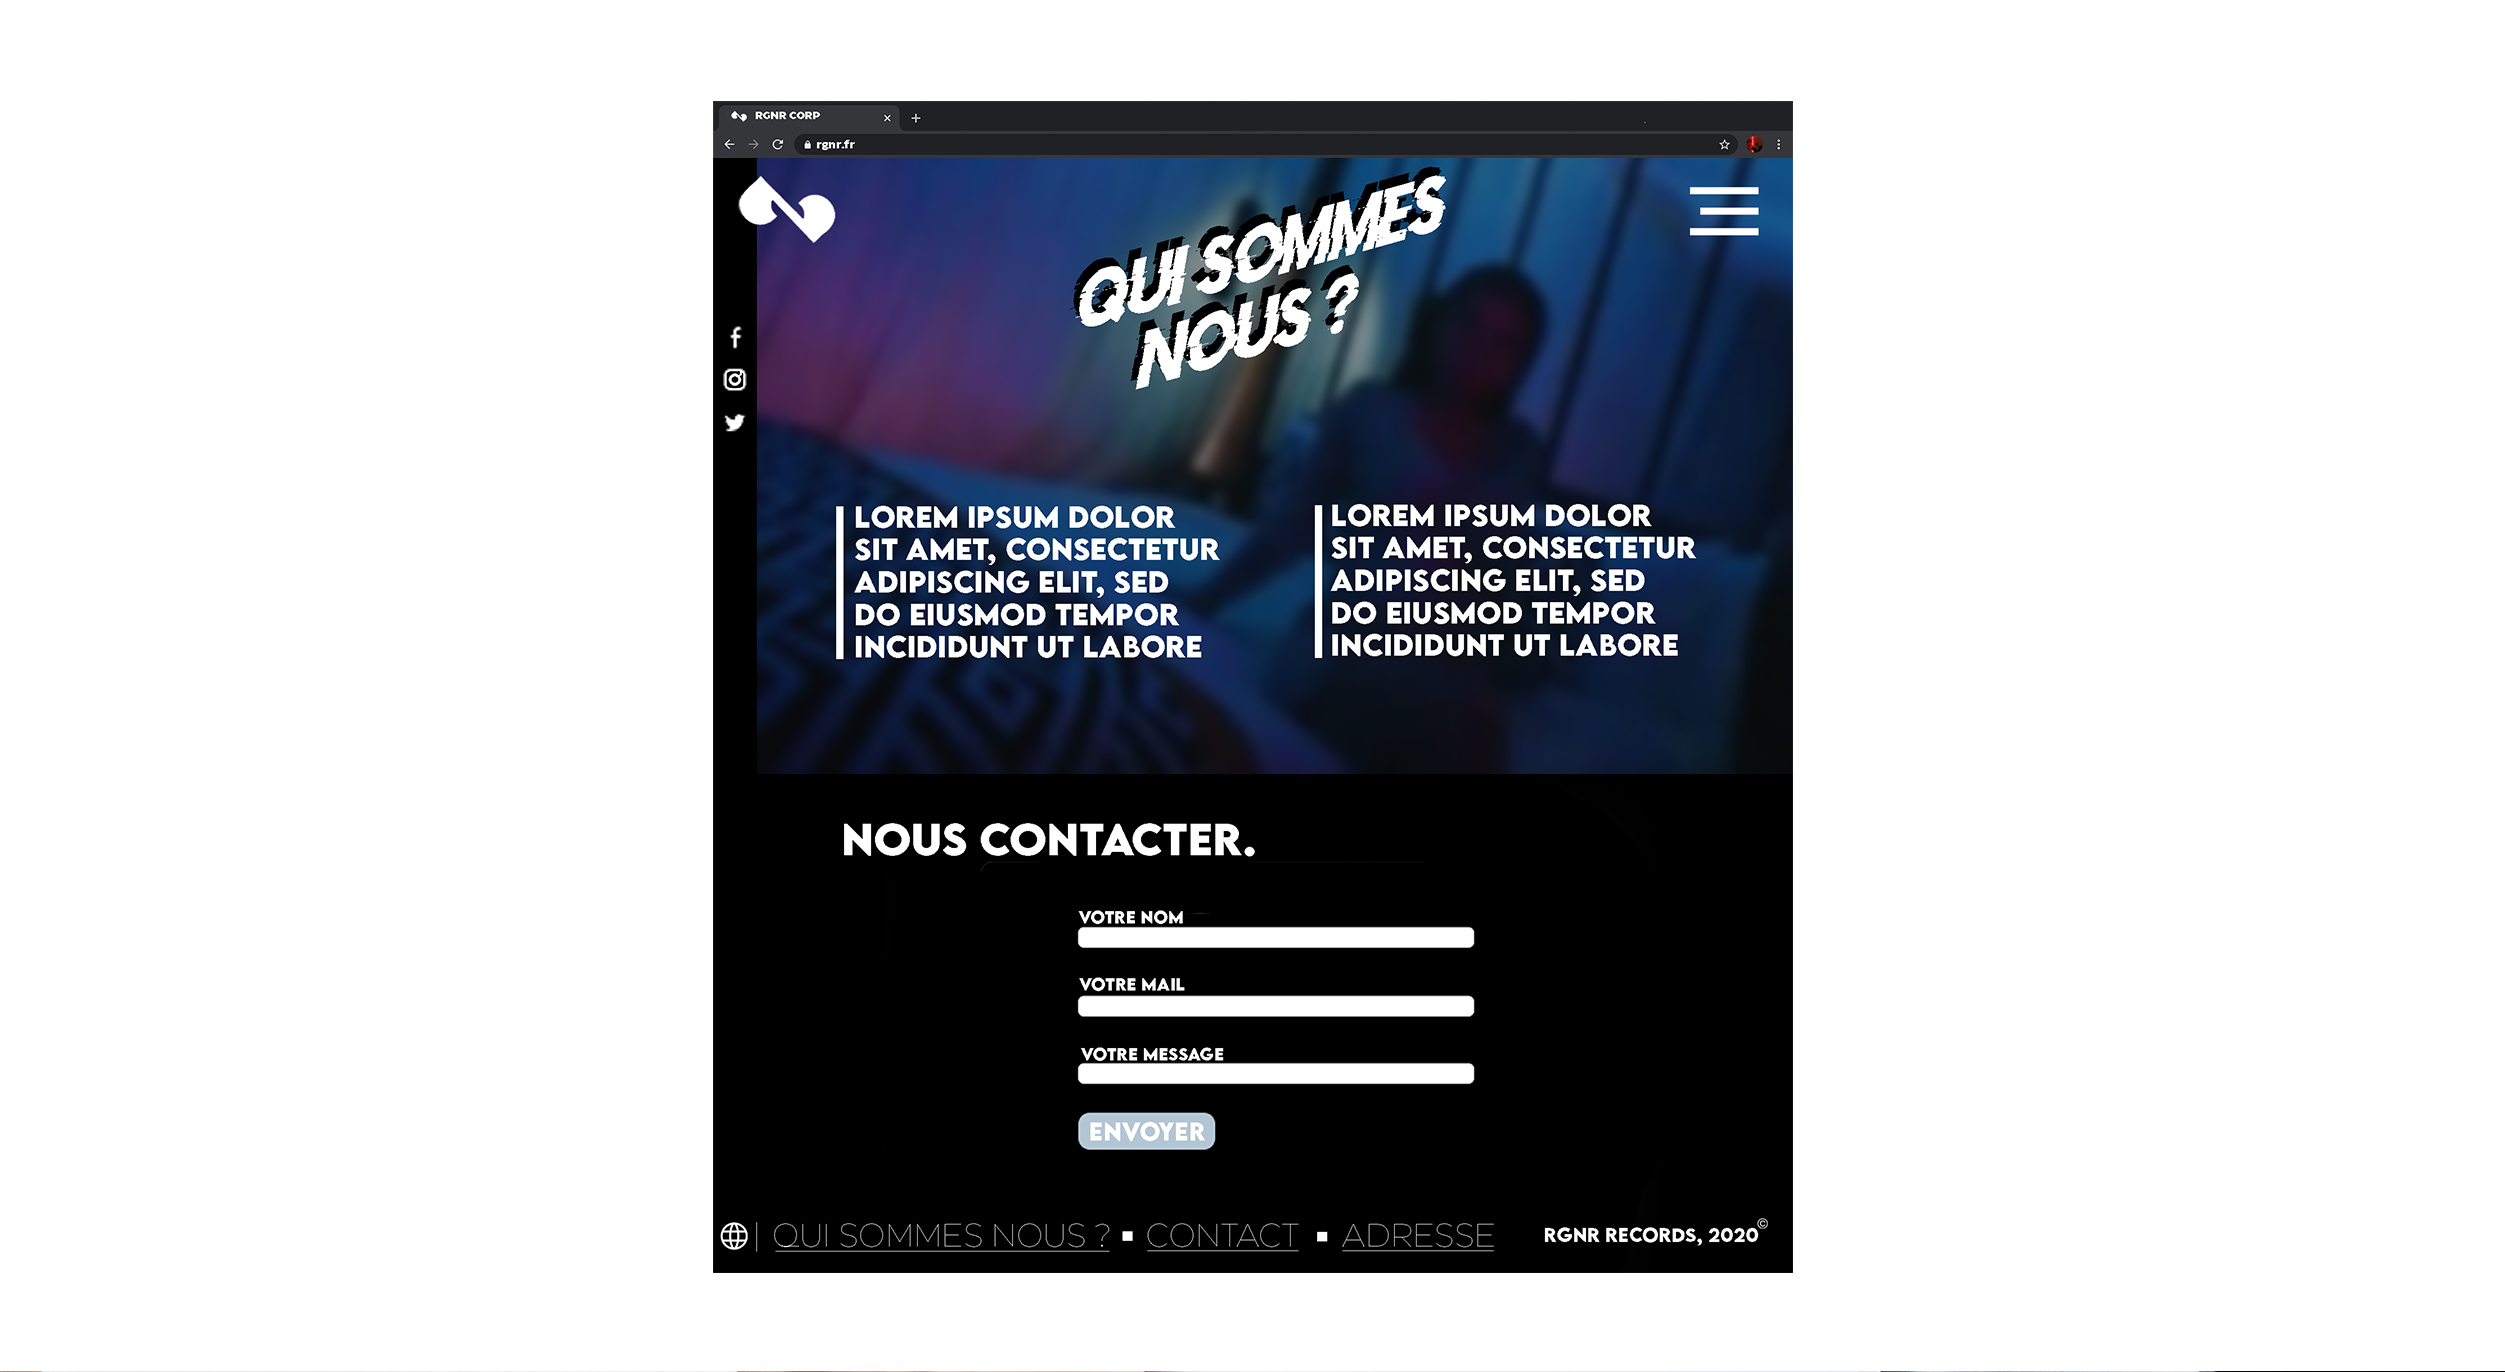 RGNR CORP
rgnr.fr
QUI SOMMES
NOUS ?
LOREM IPSUM DOLOR
SIT AMET, CONSECTETUR
ADIPISCING ELIT, SED
DO EIUSMOD TEMPOR
INCIDIDUNT UT LABORE
LOREM IPSUM DOLOR
SIT AMET, CONSECTETUR
ADIPISCING ELIT, SED
DO EIUSMOD TEMPOR
INCIDIDUNT UT LABORE
NOUS CONTACTER.
VOTRE NOM
VOTRE MAIL
VOTRE MESSAGE
ENVOYER
QUI SOMMES NOUS ? ▪ CONTACT ▪ ADRESSE
RGNR RECORDS, 2020©